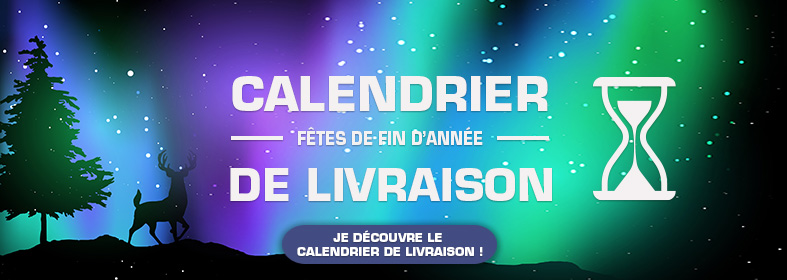 CALENDRIER
FÊTES DE FIN D'ANNÉE
DE LIVRAISON
JE DÉCOUVRE LE
CALENDRIER DE LIVRAISON !